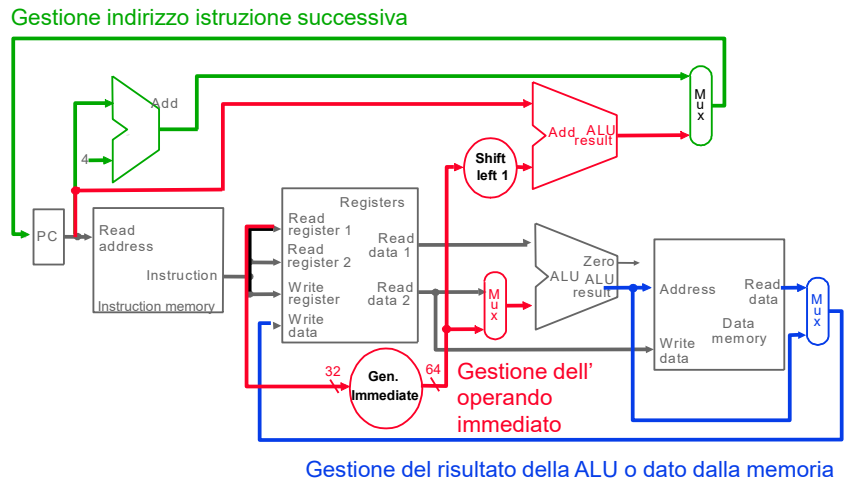 Gestione indirizzo istruzione successiva
Add
4
Mux
Add ALU
result
Shift
left 1
PC
Read
address
Instruction
Instruction memory
Registers
Read
register 1
Read
register 2
Write
register
Write
data
Read
data 1
Read
data 2
Mux
Zero
ALU ALU
result
Address
Read
data
Data
memory
Write
data
Mux
32
Gen.
Immediate
64
Gestione dell'
operando
immediato
Gestione del risultato della ALU o dato dalla memoria